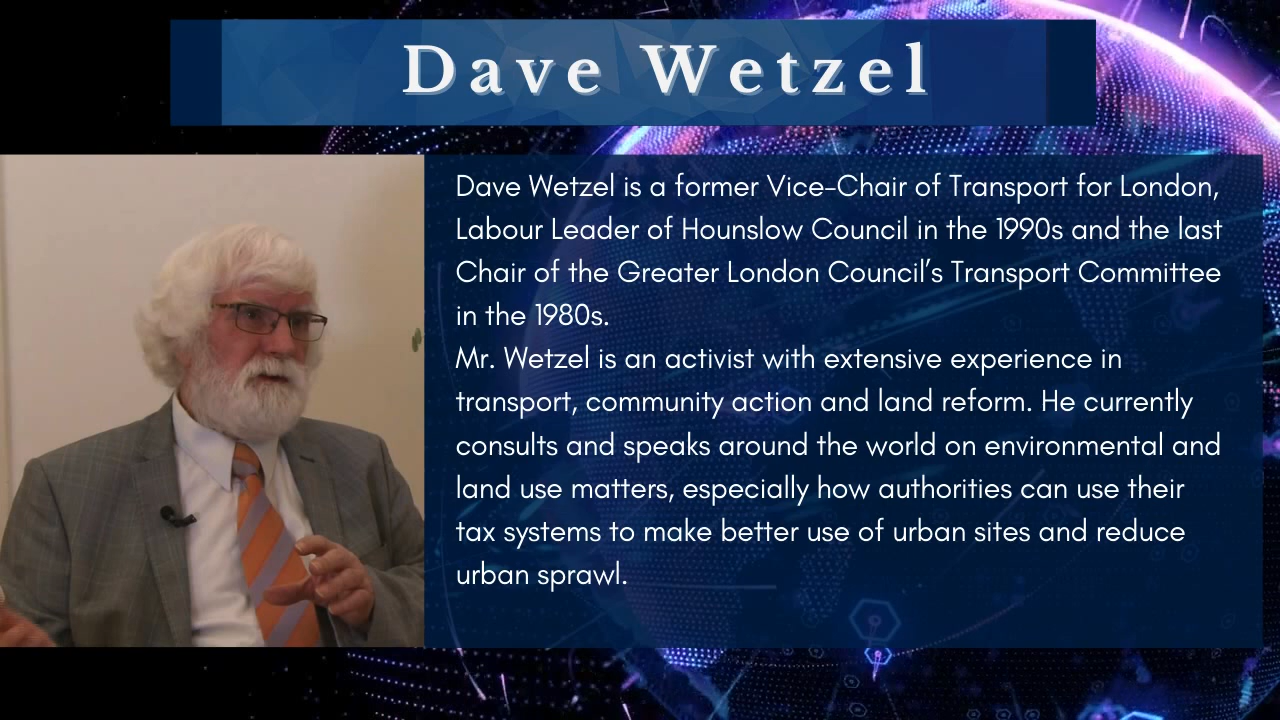 Dave Wetzel
Dave Wetzel is a former Vice-Chair of Transport for London,
Labour Leader of Hounslow Council in the 1990s and the last
Chair of the Greater London Council's Transport Committee
in the 1980s.
Mr. Wetzel is an activist with extensive experience in
transport, community action and land reform. He currently
consults and speaks around the world on environmental and
land use matters, especially how authorities can use their
tax systems to make better use of urban sites and reduce
urban sprawl.